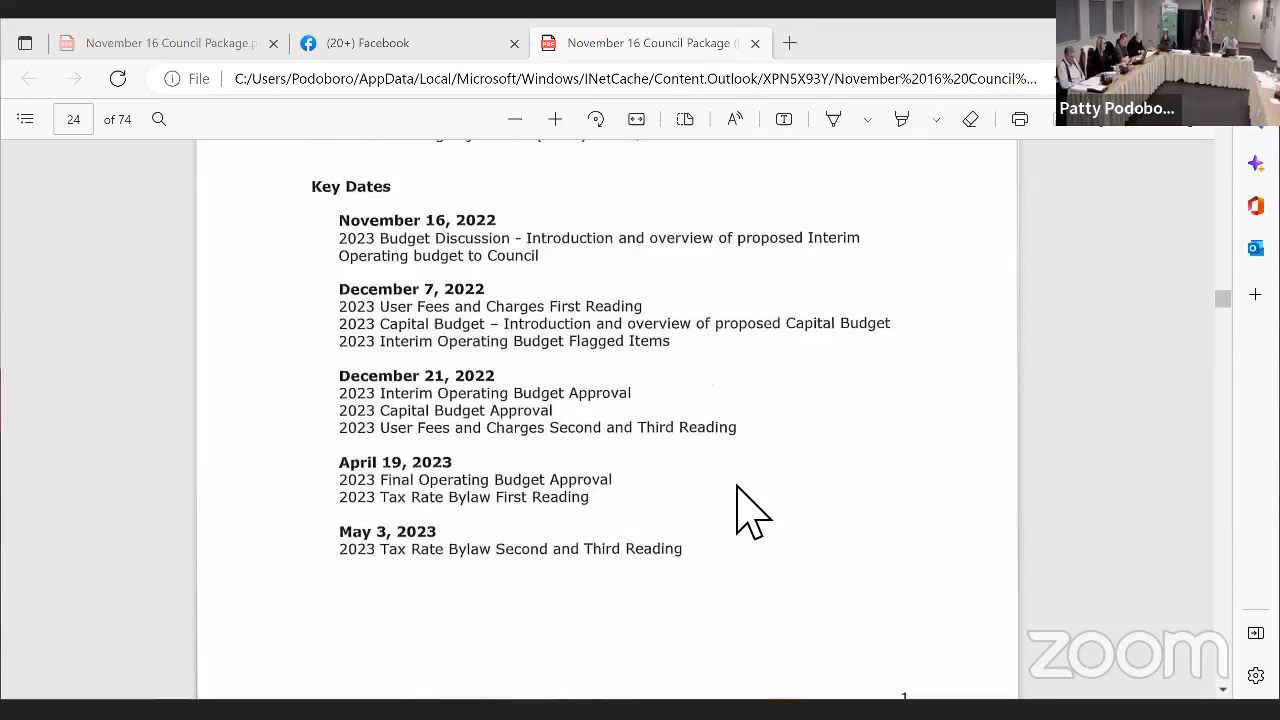 November 16 Council Package.p
(20+) Facebook
November 16 Council Package (
File
C:/Users/Podoboro/AppData/Local/Microsoft/Windows/INetCache/Content.Outlook/XPN5X93Y/November%2016%20Council%...
Patty Podobo...
24 of 74
Key Dates
November 16, 2022
2023 Budget Discussion - Introduction and overview of proposed Interim
Operating budget to Council
December 7, 2022
2023 User Fees and Charges First Reading
2023 Capital Budget – Introduction and overview of proposed Capital Budget
2023 Interim Operating Budget Flagged Items
December 21, 2022
2023 Interim Operating Budget Approval
2023 Capital Budget Approval
2023 User Fees and Charges Second and Third Reading
April 19, 2023
2023 Final Operating Budget Approval
2023 Tax Rate Bylaw First Reading
May 3, 2023
2023 Tax Rate Bylaw Second and Third Reading
zoom
1